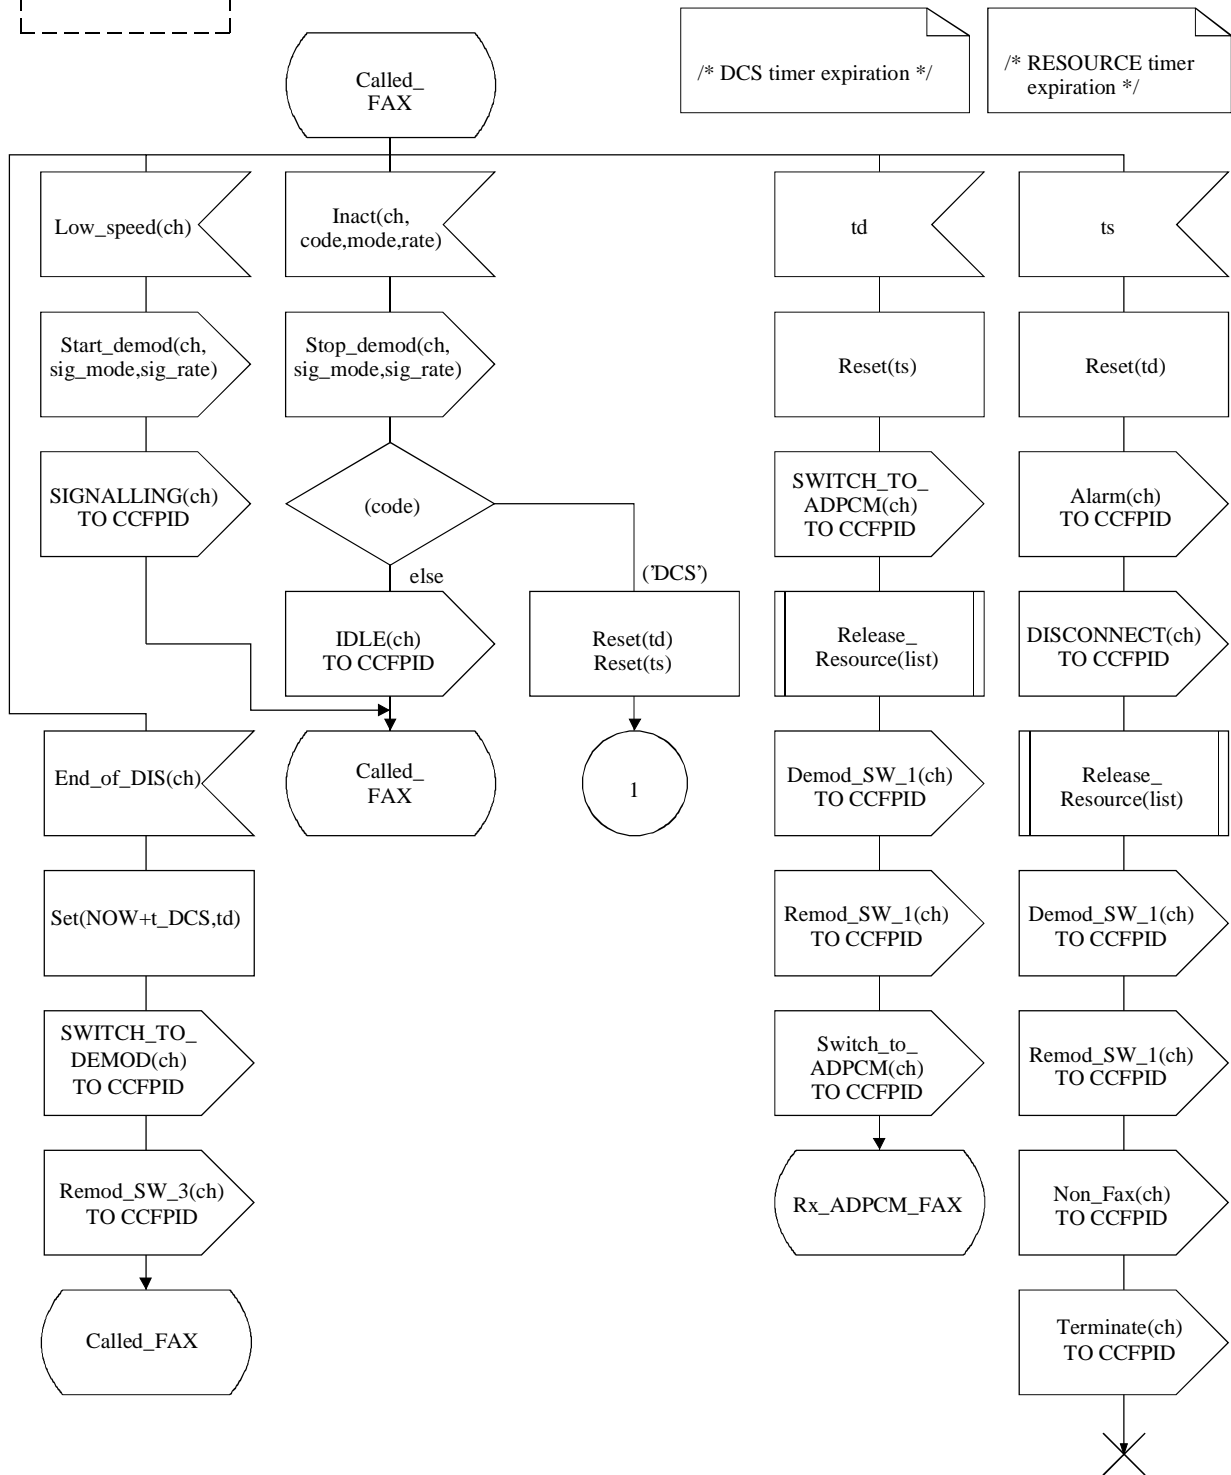 Called_
FAX
/* DCS timer expiration */
/* RESOURCE timer
expiration */
Low_speed(ch)
Inact(ch,
code,mode,rate)
td
ts
Start_demod(ch,
sig_mode,sig_rate)
Stop_demod(ch,
sig_mode,sig_rate)
Reset(ts)
Reset(td)
SIGNALLING(ch)
TO CCFPID
(code)
SWITCH_TO_
ADPCM(ch)
TO CCFPID
Alarm(ch)
TO CCFPID
else
('DCS')
IDLE(ch)
TO CCFPID
Reset(td)
Reset(ts)
Release_
Resource(list)
DISCONNECT(ch)
TO CCFPID
End_of_DIS(ch)
Called_
FAX
1
Demod_SW_1(ch)
TO CCFPID
Release_
Resource(list)
Set(NOW+t_DCS,td)
Remod_SW_1(ch)
TO CCFPID
Demod_SW_1(ch)
TO CCFPID
SWITCH_TO_
DEMOD(ch)
TO CCFPID
Switch_to_
ADPCM(ch)
TO CCFPID
Remod_SW_1(ch)
TO CCFPID
Remod_SW_3(ch)
TO CCFPID
Rx_ADPCM_FAX
Non_Fax(ch)
TO CCFPID
Called_FAX
Terminate(ch)
TO CCFPID